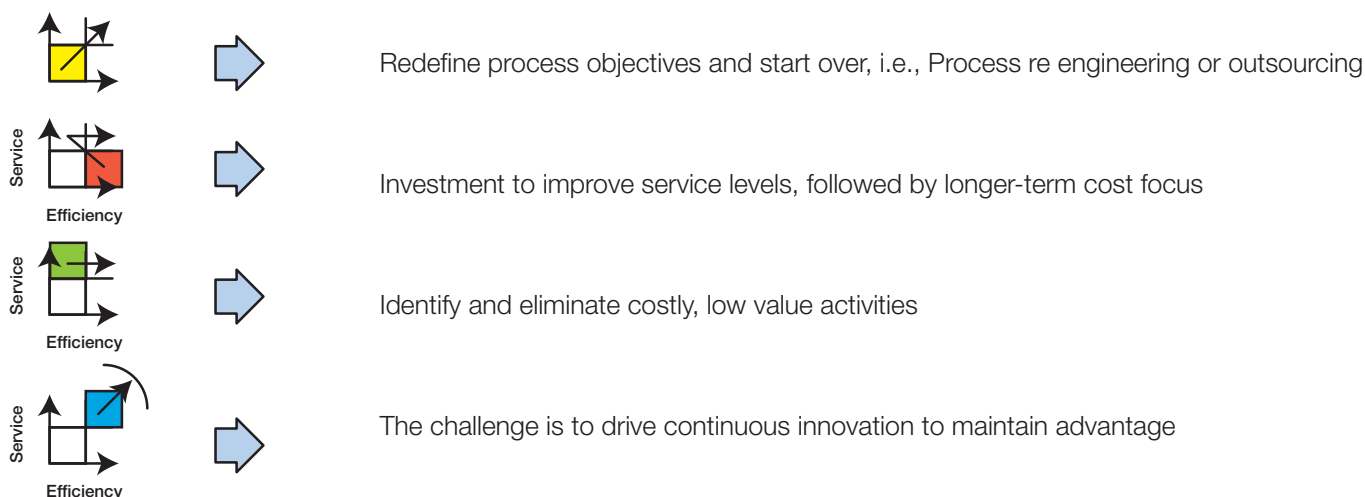 Redefine process objectives and start over, i.e., Process re engineering or outsourcing
Service
Investment to improve service levels, followed by longer-term cost focus
Efficiency
Service
Identify and eliminate costly, low value activities
Efficiency
Service
The challenge is to drive continuous innovation to maintain advantage
Efficiency